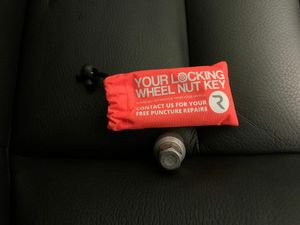 YOUR LOCKING
WHEEL NUT KEY
CONTACT US FOR YOUR
FREE PUNCTURE REPAIRS
R